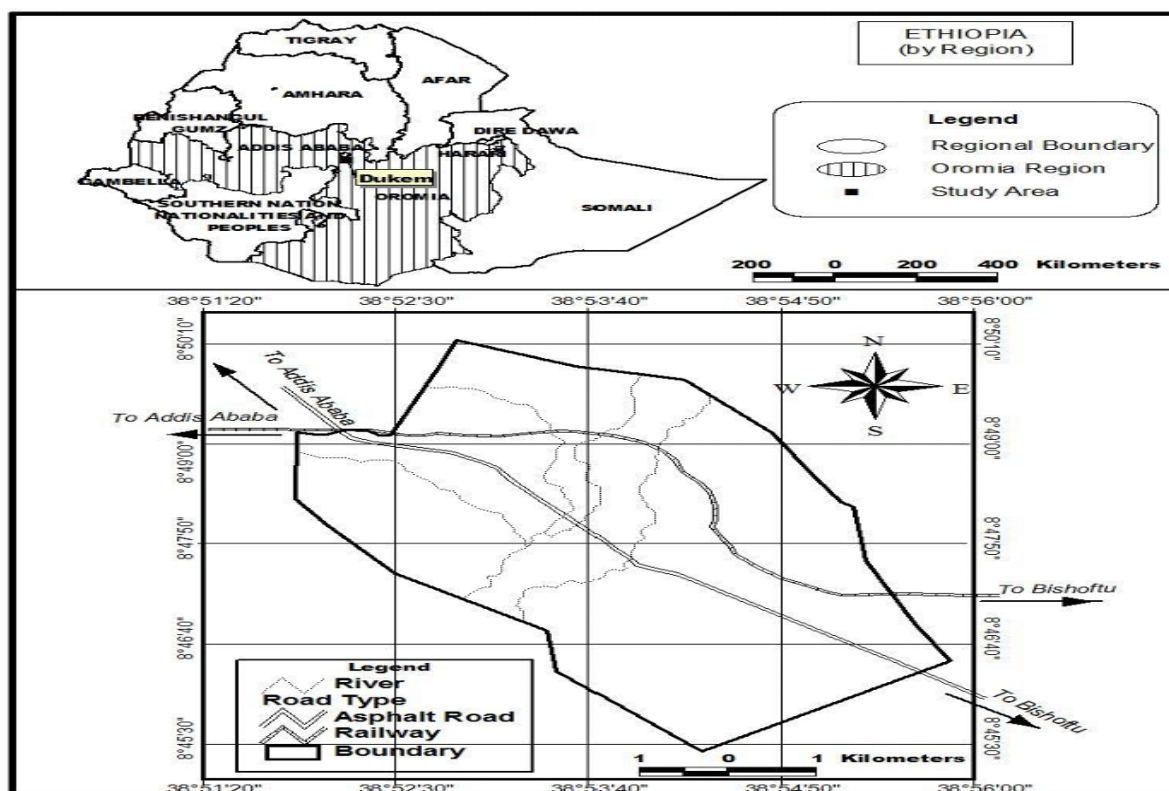 ETHIOPIA
(by Region)
TIGRAY
AFAR
AMHARA
BENISHANGUL
GUMZ
DIRE DAWA
ADDIS ABABA
HARARI
GAMBELLA
Dukem
OROMIA
SOUTHERN NATION
NATIONALITIES AND
PEOPLES
SOMALI
Legend
Regional Boundary
Oromia Region
Study Area
200 0 200 400 Kilometers
38°51'20" 38°52'30" 38°53'40" 38°54'50" 38°56'00"
8°50'10" 8°50'10"
N
W E
S
To Addis Ababa
To Addis Ababa
8°49'00" 8°49'00"
8°47'50" 8°47'50"
To Bishoftu
8°46'40" 8°46'40"
To Bishoftu
8°45'30" 8°45'30"
Legend
River
Road Type
Asphalt Road
Railway
Boundary
1 0 1 Kilometers
38°51'20" 38°52'30" 38°53'40" 38°54'50" 38°56'00"